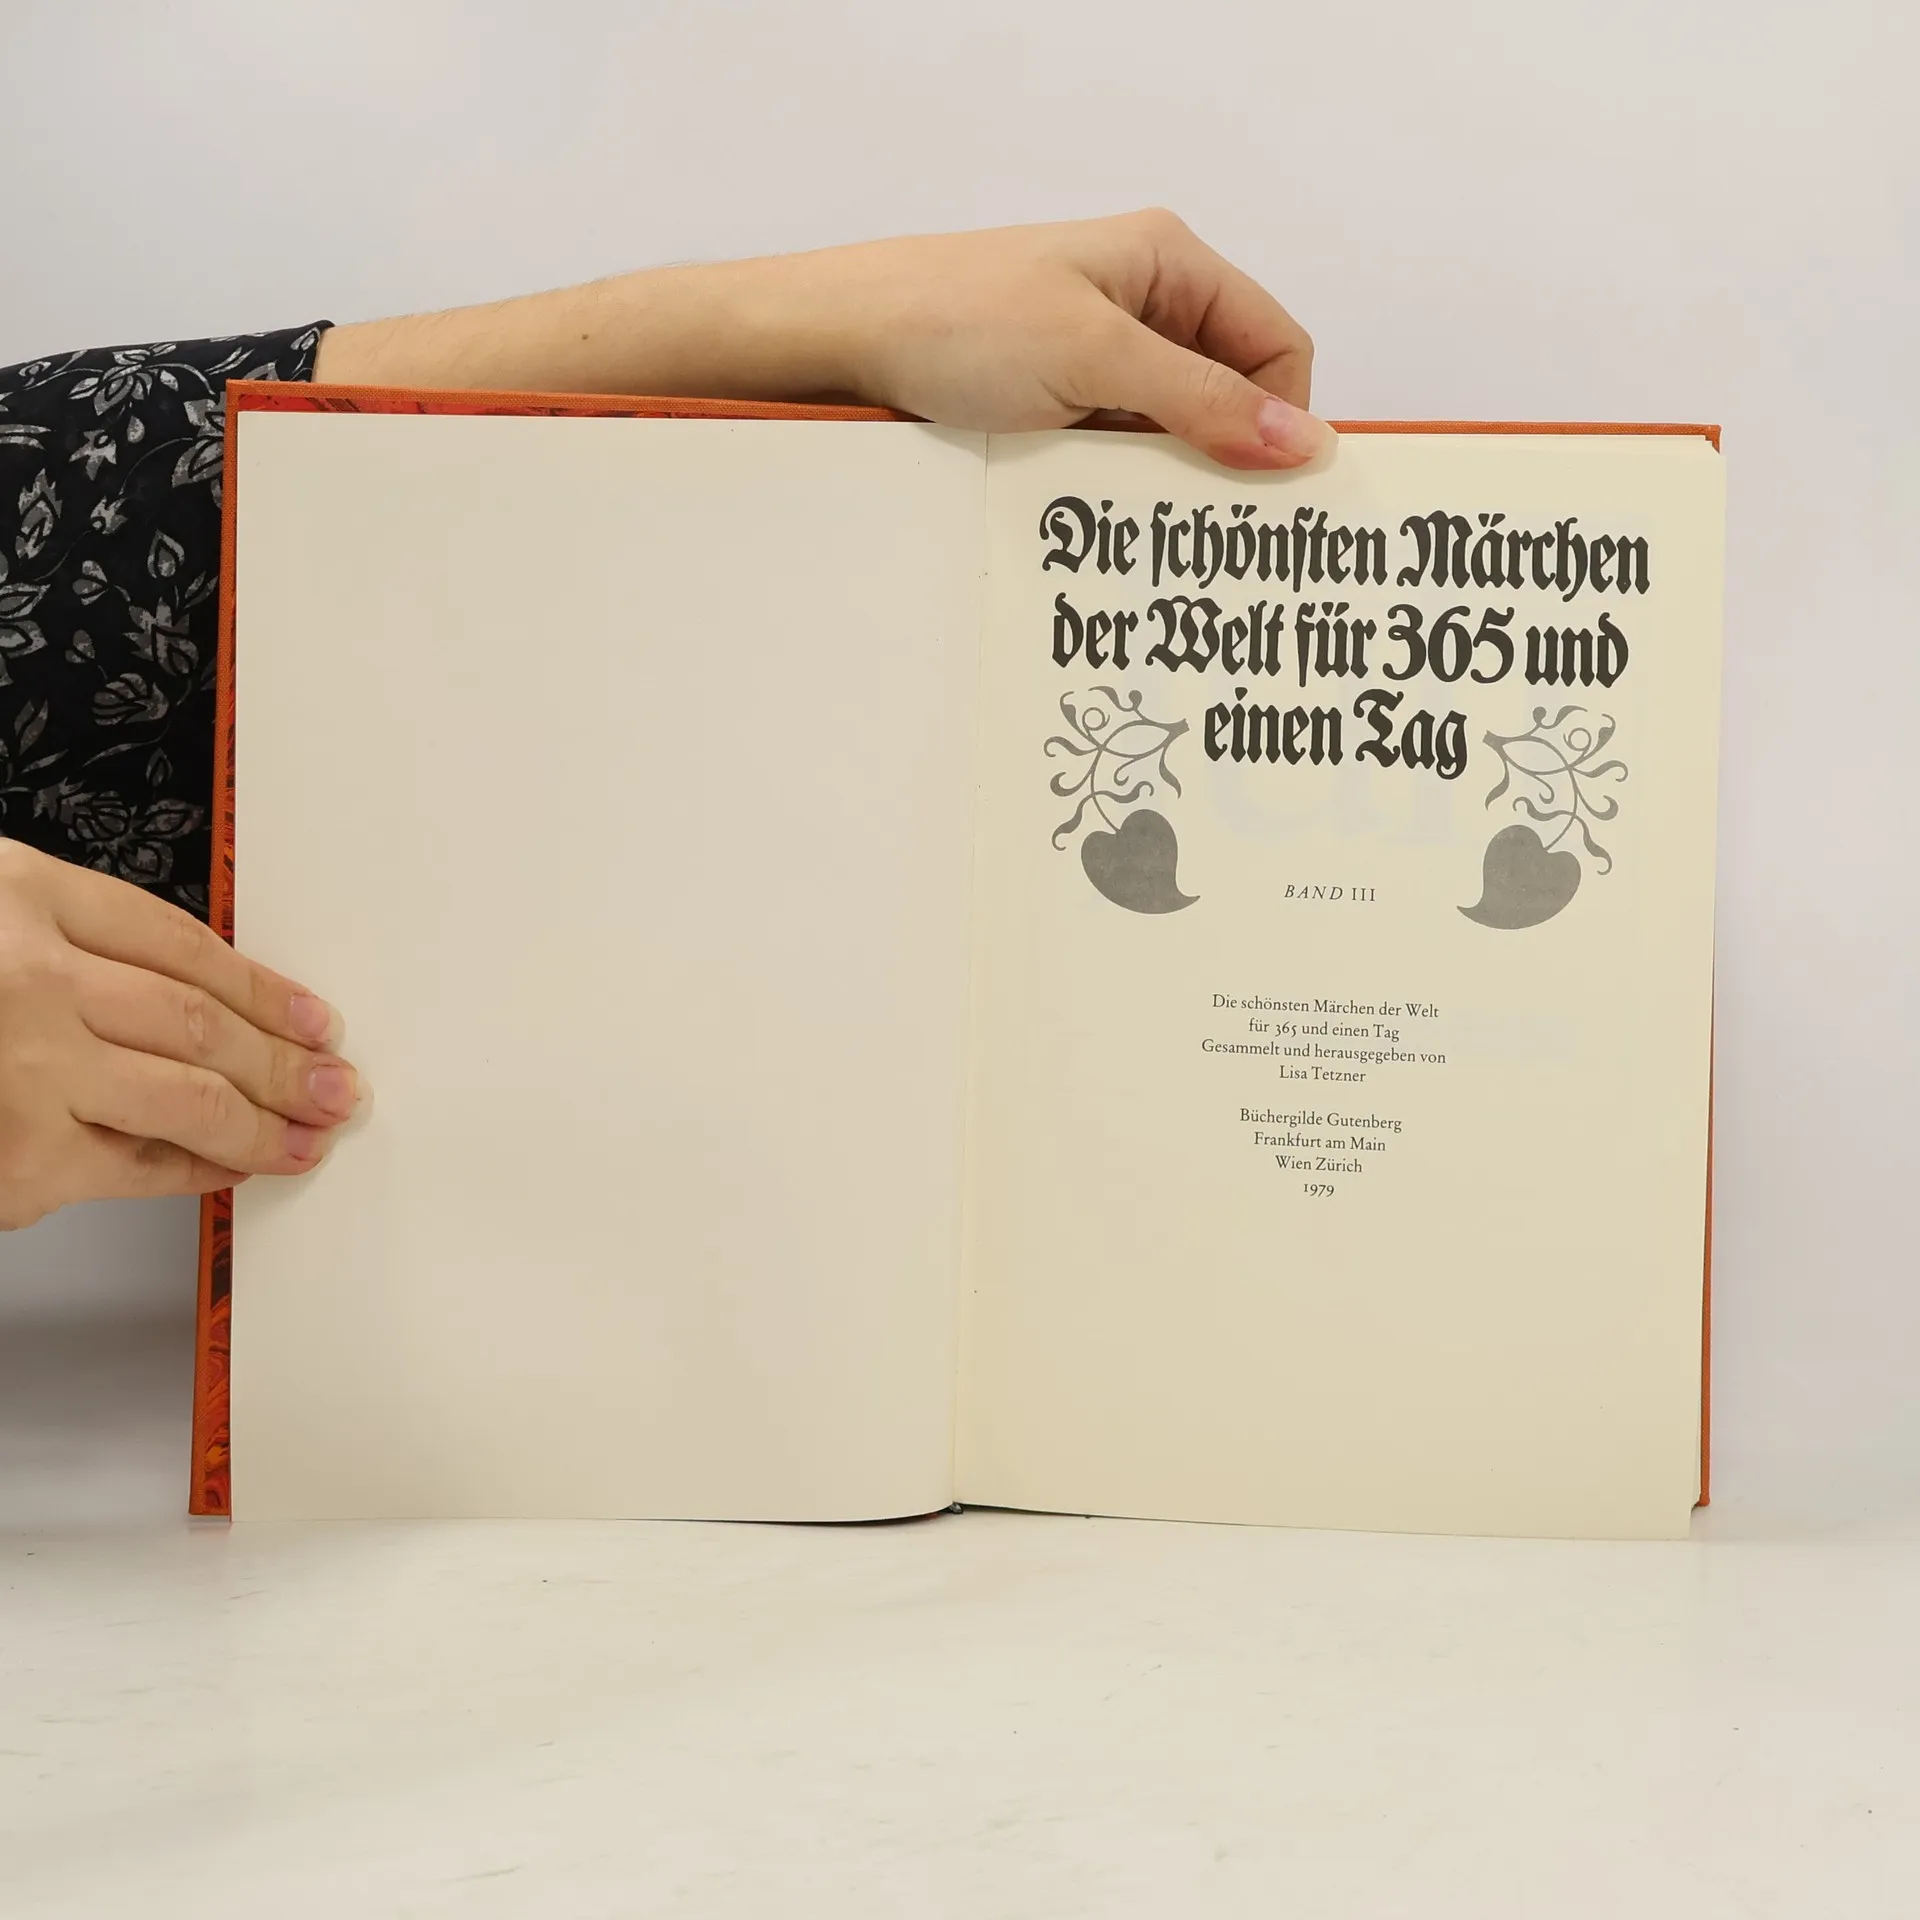 Die schönsten Märchen
der Welt für 365 und
einen Tag
BAND III
Die schönsten Märchen der Welt
für 365 und einen Tag
Gesammelt und herausgegeben von
Lisa Tetzner
Büchergilde Gutenberg
Frankfurt am Main
Wien Zürich
1979